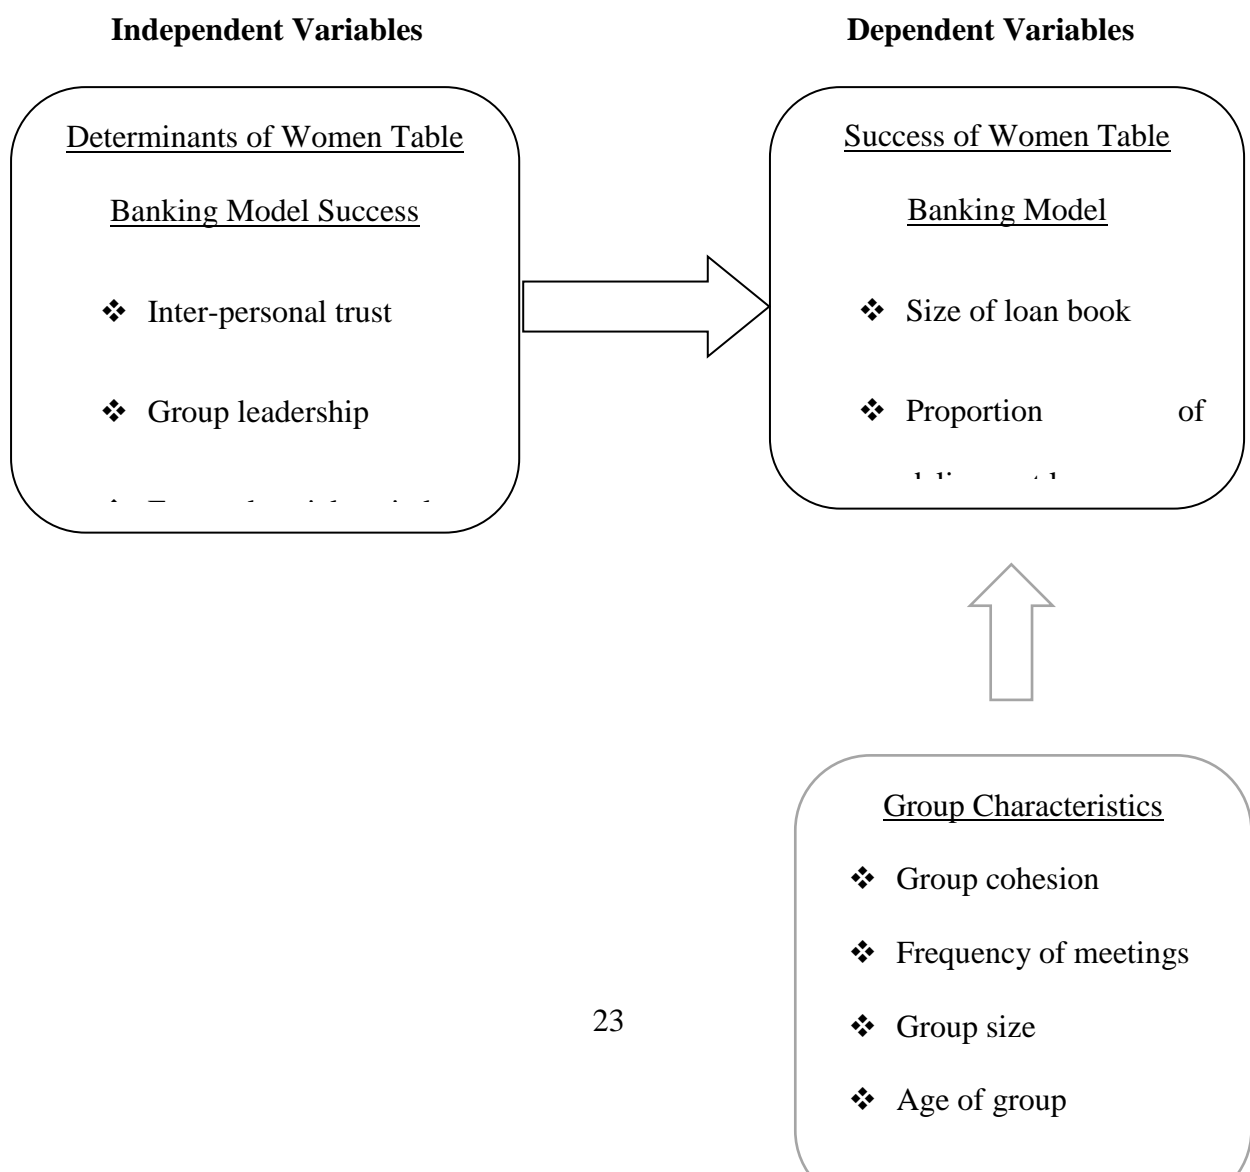 Independent Variables
Dependent Variables
Determinants of Women Table
Banking Model Success
❖ Inter-personal trust
❖ Group leadership
Success of Women Table
Banking Model
❖ Size of loan book
❖ Proportion of
Group Characteristics
❖ Group cohesion
❖ Frequency of meetings
❖ Group size
❖ Age of group
23